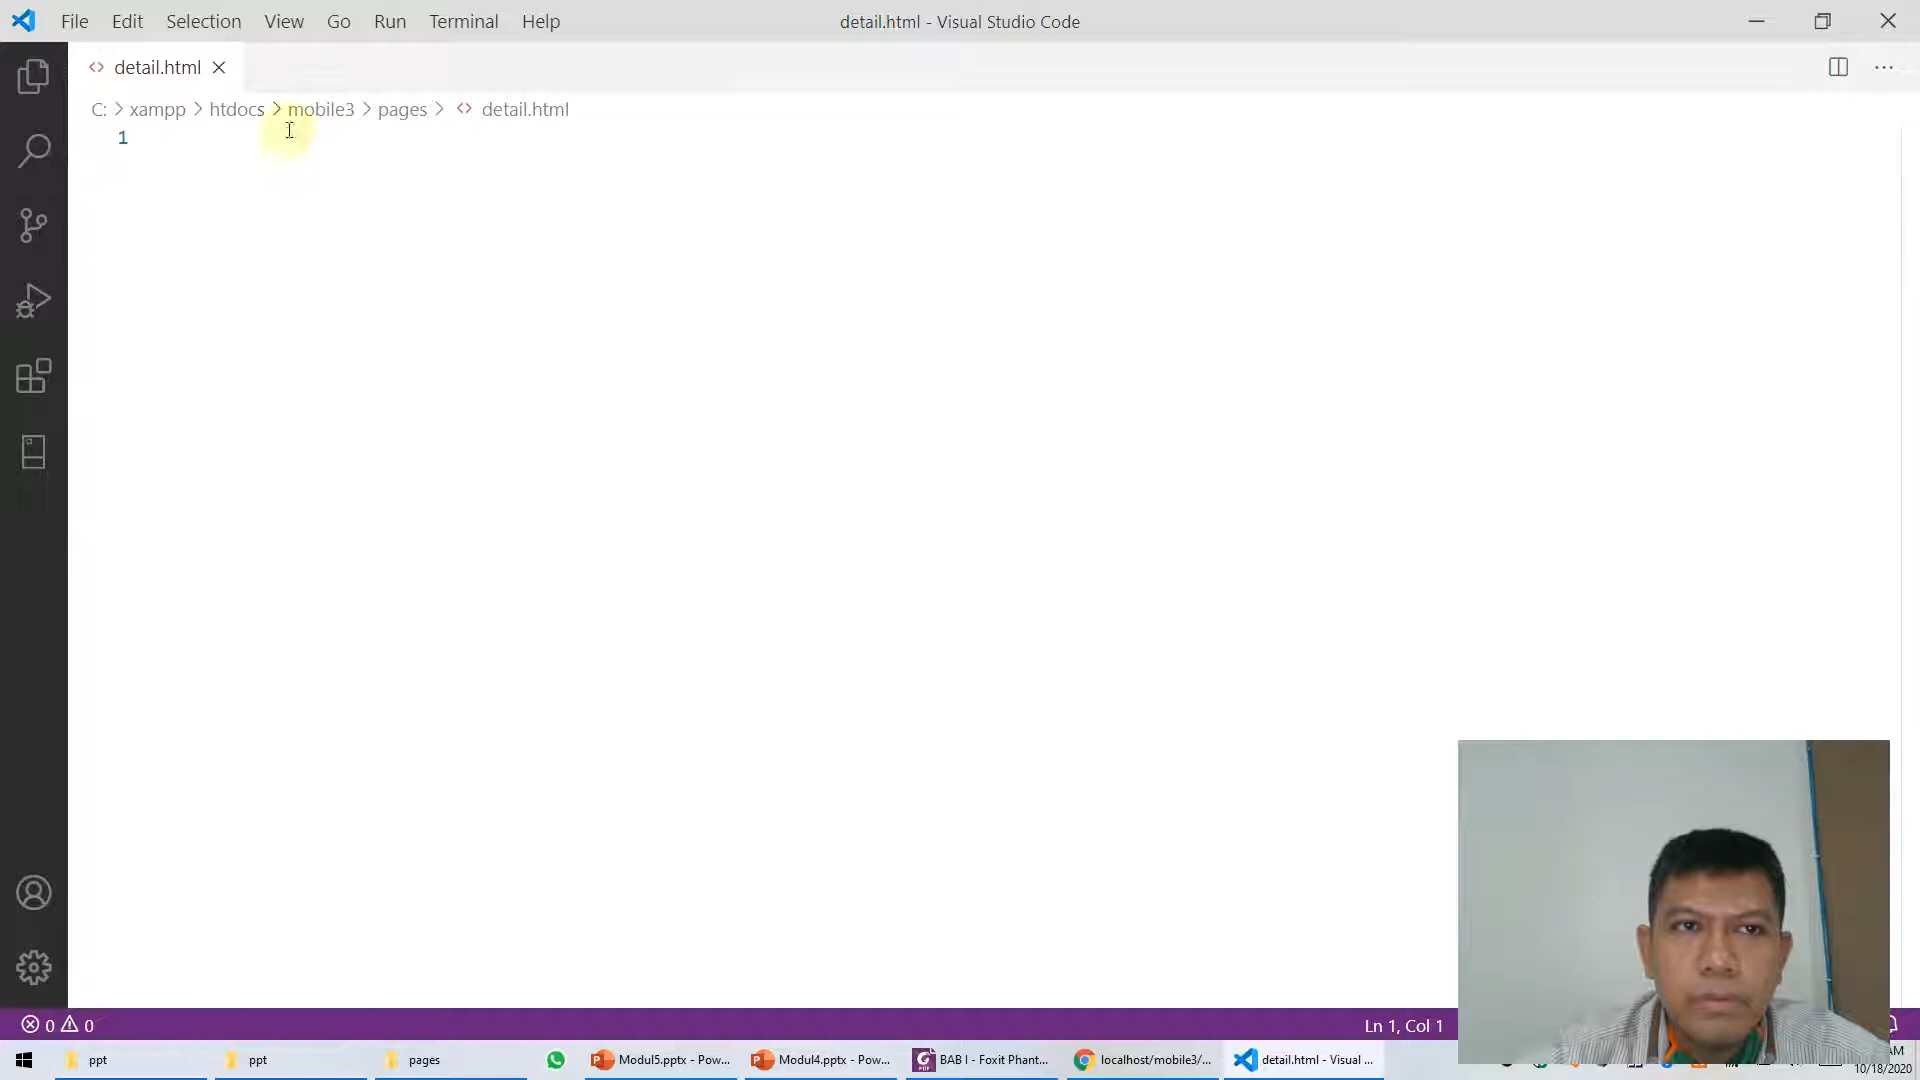 File Edit Selection View Go Run Terminal Help detail.html - Visual Studio Code
detail.html
C: > xampp > htdocs > mobile3 > pages > detail.html
1
0 0 Ln 1, Col 1
ppt ppt pages Modul5.pptx - Pow... Modul4.pptx - Pow... BAB I - Foxit Phant... localhost/mobile3/... detail.html - Visual ... AM
10/18/2020